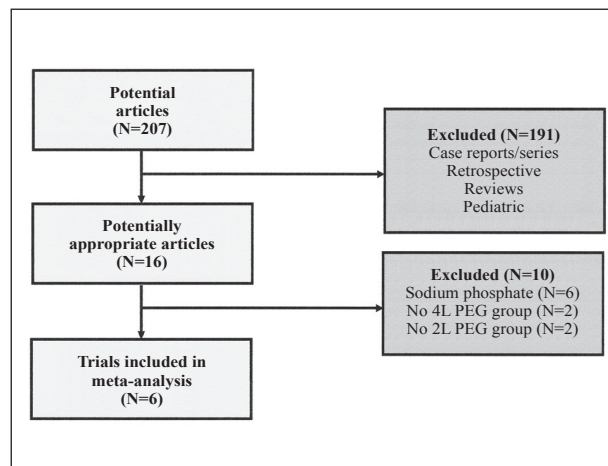 Potential
articles
(N=207)
Excluded (N=191)
Case reports/series
Retrospective
Reviews
Pediatric
Potentially
appropriate articles
(N=16)
Excluded (N=10)
Sodium phosphate (N=6)
No 4L PEG group (N=2)
No 2L PEG group (N=2)
Trials included in
meta-analysis
(N=6)